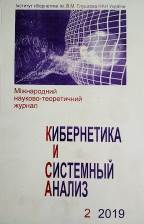 Інститут кібернетики ім. В.М. Глушкова НАН України
Міжнародний
науково-теоретичний
журнал
КИБЕРНЕТИКА
И
СИСТЕМНЫЙ
АНАЛИЗ
2 2019